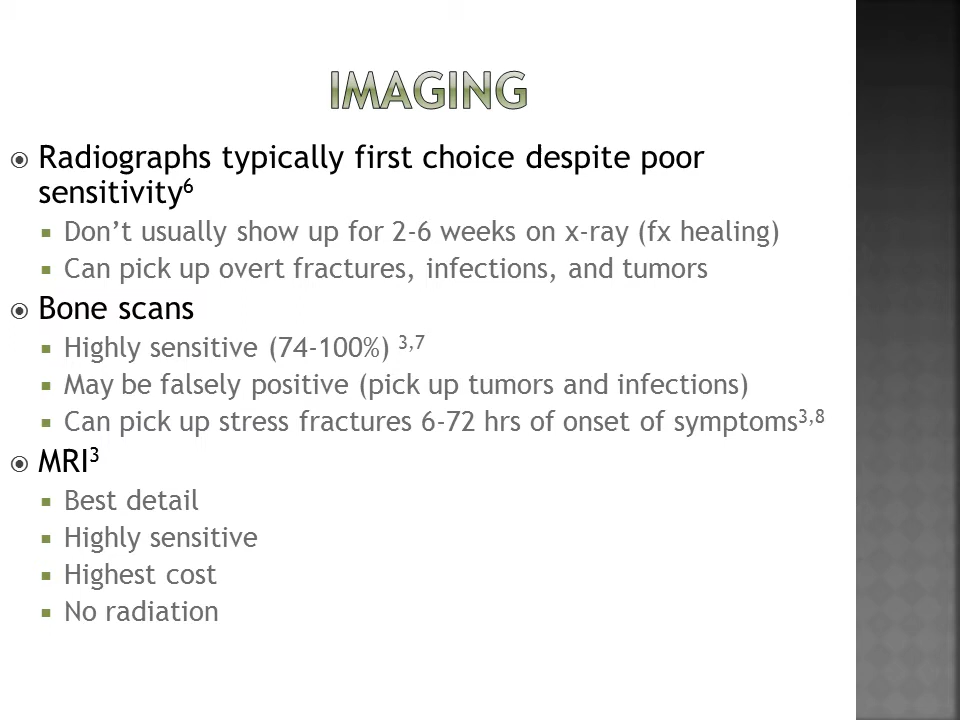 IMAGING
Radiographs typically first choice despite poor
sensitivity⁶
Don't usually show up for 2-6 weeks on x-ray (fx healing)
Can pick up overt fractures, infections, and tumors
Bone scans
Highly sensitive (74-100%) ³,⁷
May be falsely positive (pick up tumors and infections)
Can pick up stress fractures 6-72 hrs of onset of symptoms³,⁸
MRI³
Best detail
Highly sensitive
Highest cost
No radiation